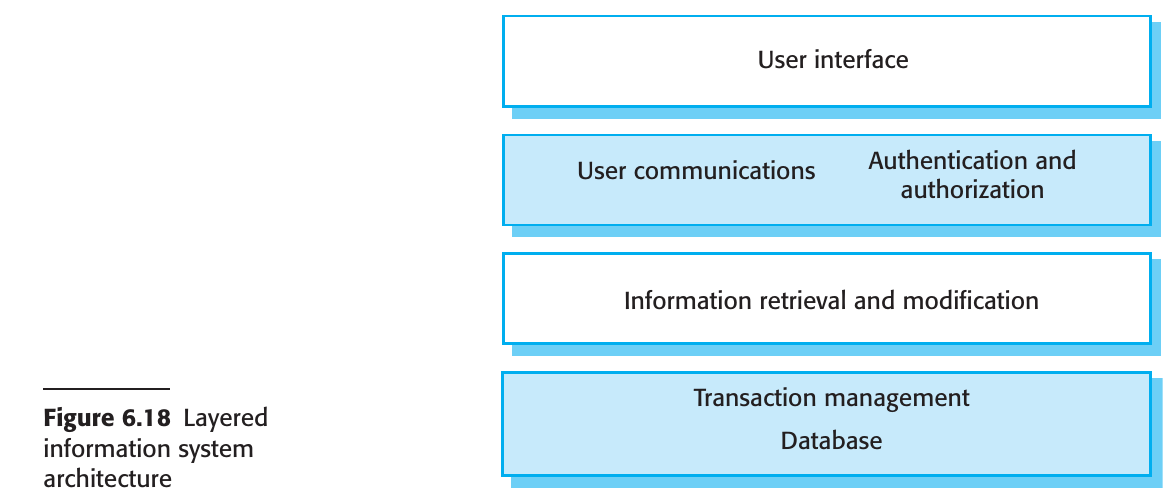 User interface
User communications
Authentication and
authorization
Information retrieval and modification
Transaction management
Database
Figure 6.18 Layered
information system
architecture